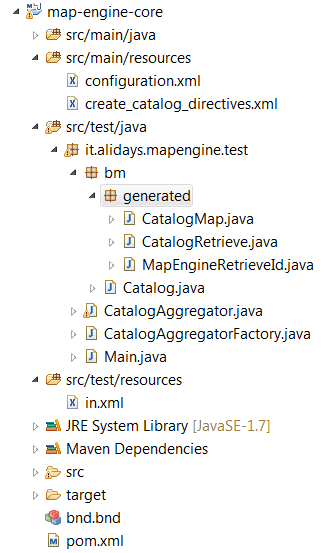 map-engine-core
src/main/java
src/main/resources
configuration.xml
create_catalog_directives.xml
src/test/java
it.alidays.mapengine.test
bm
generated
CatalogMap.java
CatalogRetrieve.java
MapEngineRetrieveId.java
Catalog.java
CatalogAggregator.java
CatalogAggregatorFactory.java
Main.java
src/test/resources
in.xml
JRE System Library [JavaSE-1.7]
Maven Dependencies
src
target
bnd.bnd
pom.xml